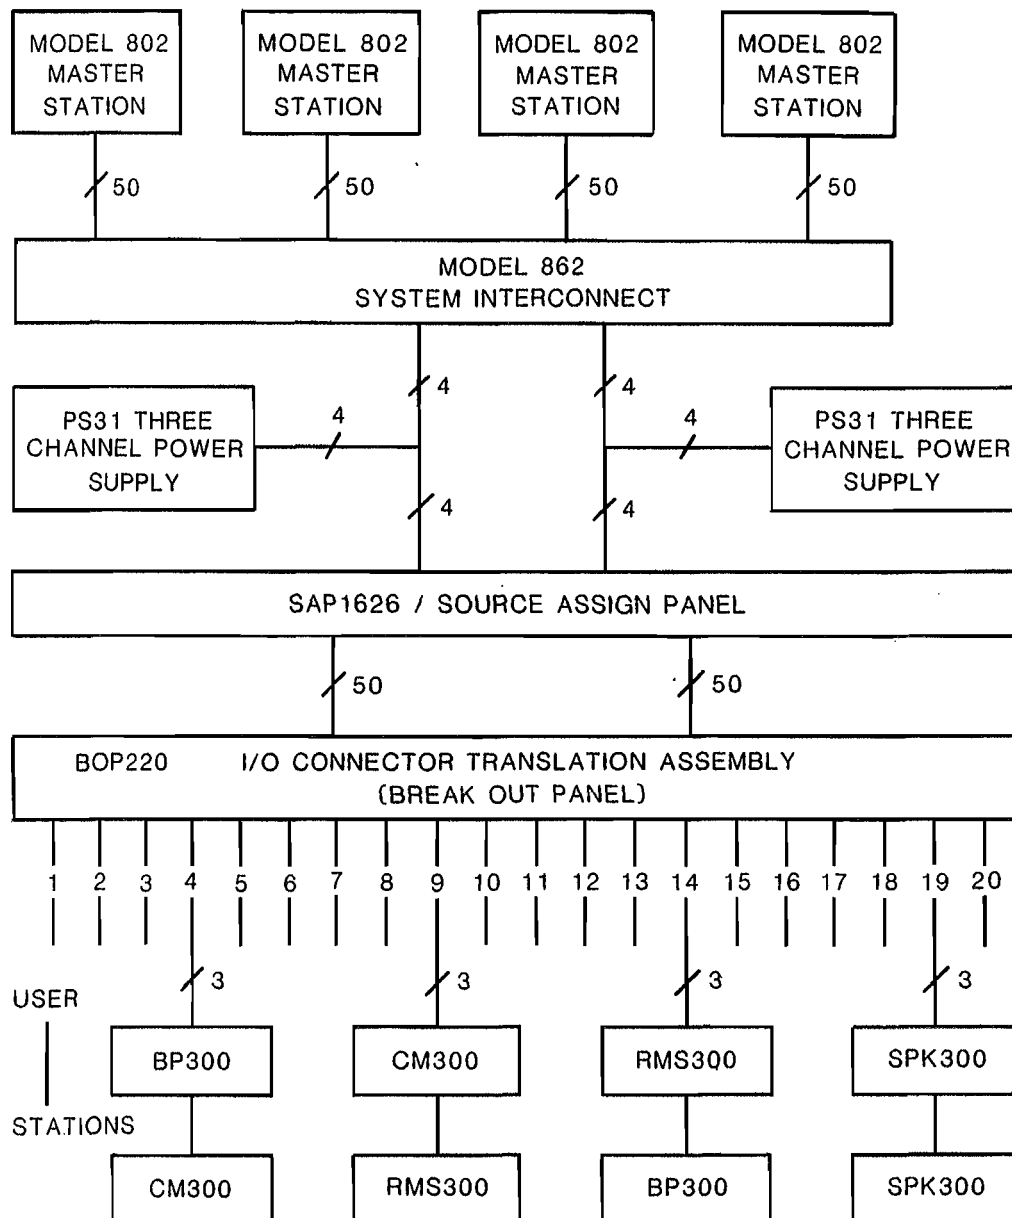 MODEL 802
MASTER
STATION
MODEL 802
MASTER
STATION
MODEL 802
MASTER
STATION
MODEL 802
MASTER
STATION
50
50
50
50
MODEL 862
SYSTEM INTERCONNECT
4
4
PS31 THREE
CHANNEL POWER
SUPPLY
4
4
PS31 THREE
CHANNEL POWER
SUPPLY
4
4
SAP1626 / SOURCE ASSIGN PANEL
50
50
BOP220 I/O CONNECTOR TRANSLATION ASSEMBLY
(BREAK OUT PANEL)
1 2 3 4 5 6 7 8 9 10 11 12 13 14 15 16 17 18 19 20
3
3
3
3
USER
STATIONS
BP300
CM300
RMS300
SPK300
CM300
RMS300
BP300
SPK300